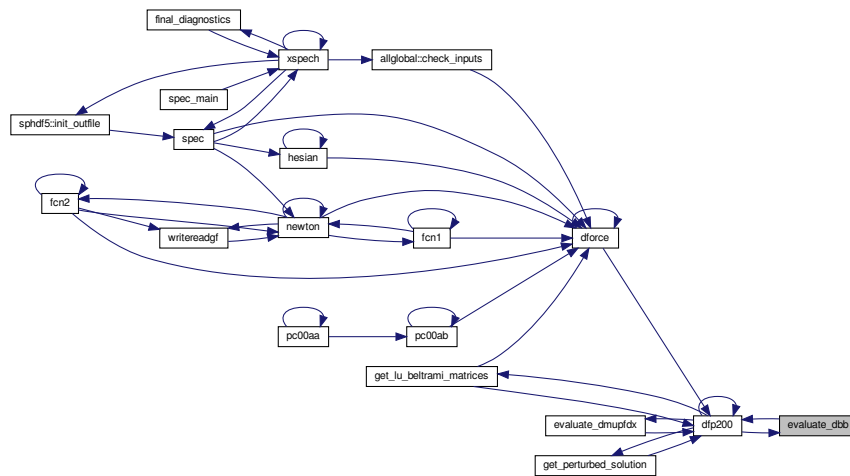 final_diagnostics
xspech
allglobal::check_inputs
spec_main
sphdf5::init_outfile
spec
hesian
fcn2
newton
writereadgf
fcn1
dforce
pc00aa
pc00ab
get_lu_beltrami_matrices
evaluate_dmupfdx
dfp200
evaluate_dbb
get_perturbed_solution